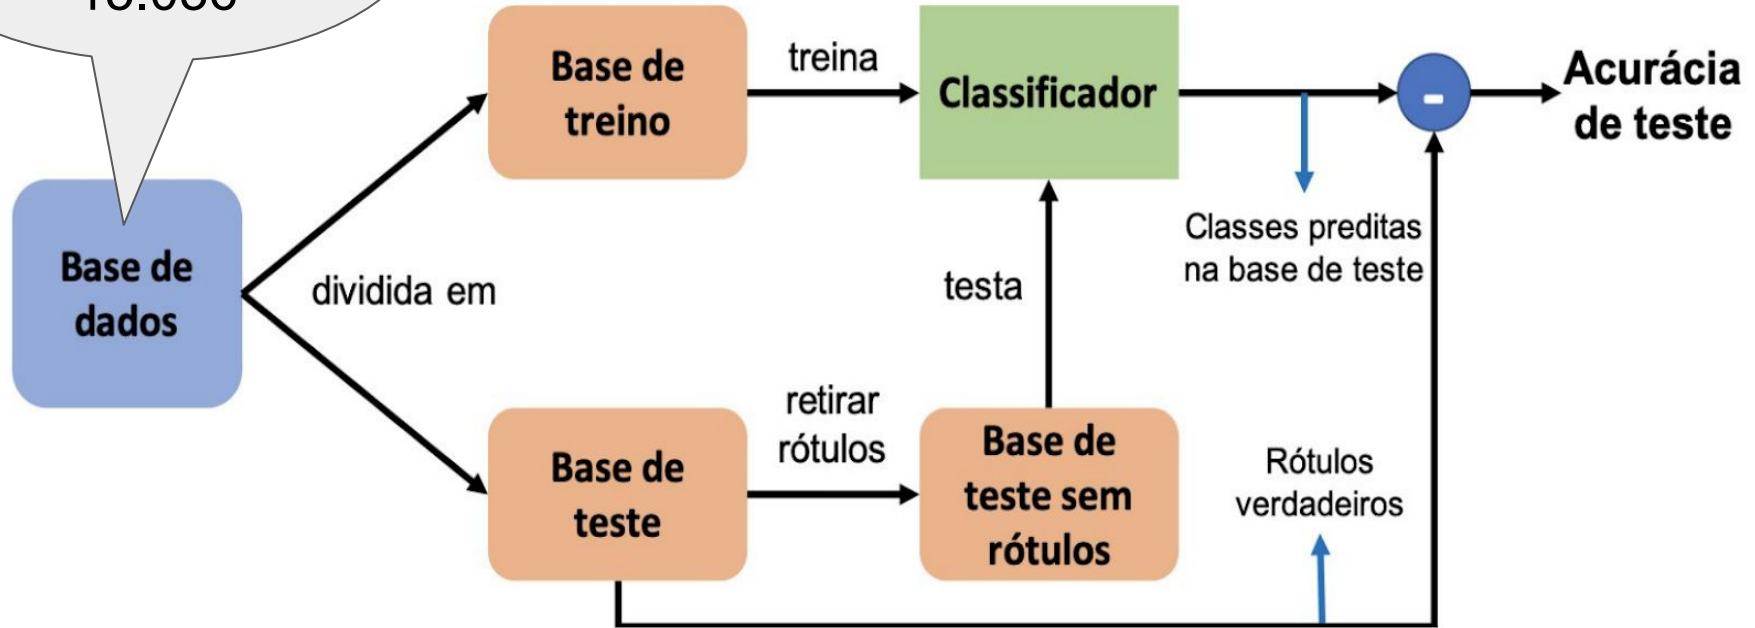 Base de
treino
treina
Classificador
-
Acurácia
de teste
Classes preditas
na base de teste
Base de
dados
dividida em
testa
retirar
rótulos
Base de
teste
Base de
teste sem
rótulos
Rótulos
verdadeiros